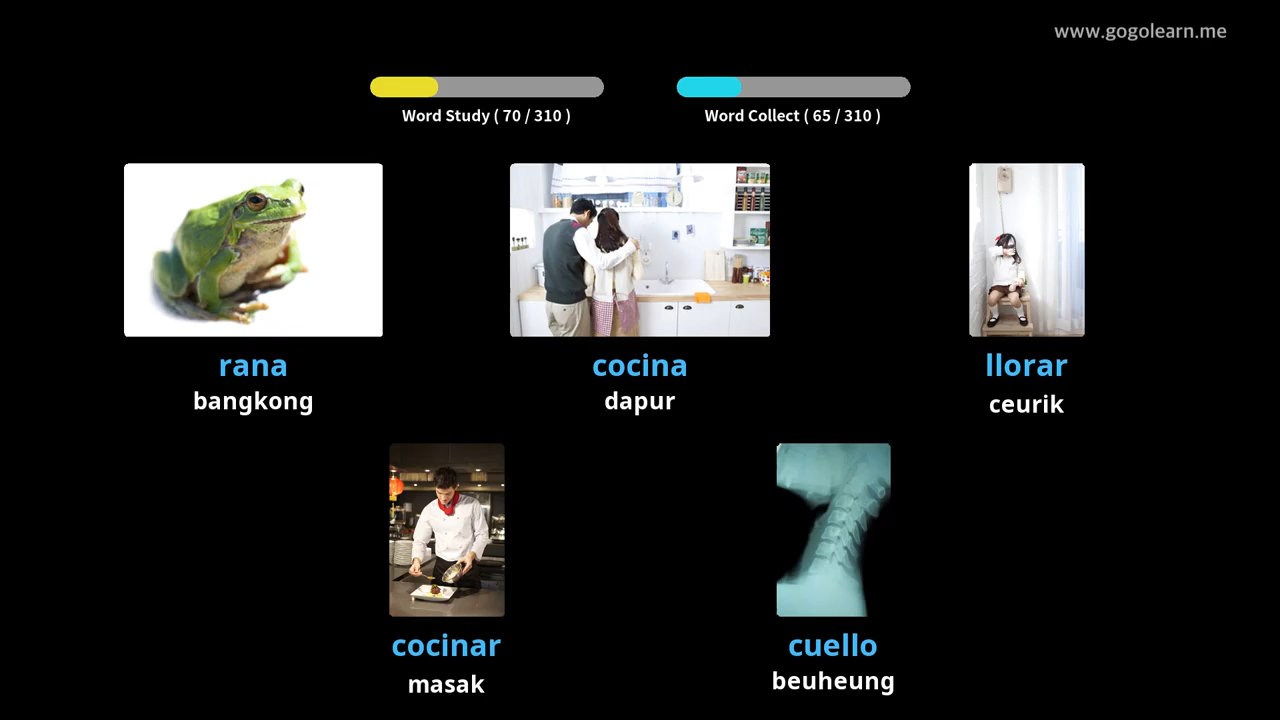 www.gogolearn.me
Word Study ( 70 / 310 )
Word Collect ( 65 / 310 )
rana
bangkong
cocina
dapur
llorar
ceurik
cocinar
masak
cuello
beuheung